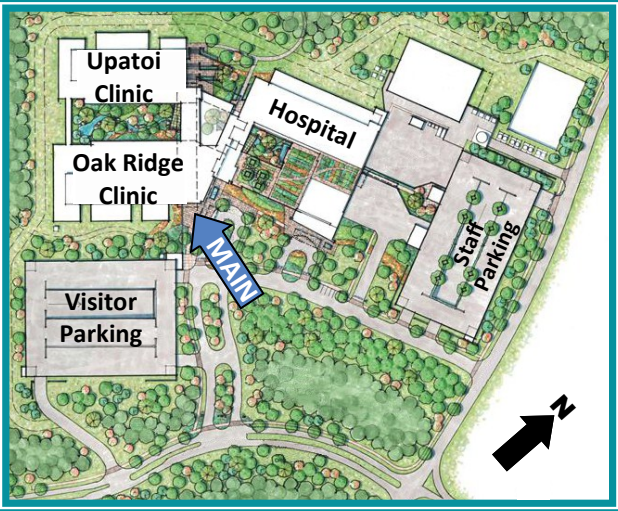 Upatoi
Clinic
Hospital
Oak Ridge
Clinic
MAIN
Staff
Parking
Visitor
Parking
N